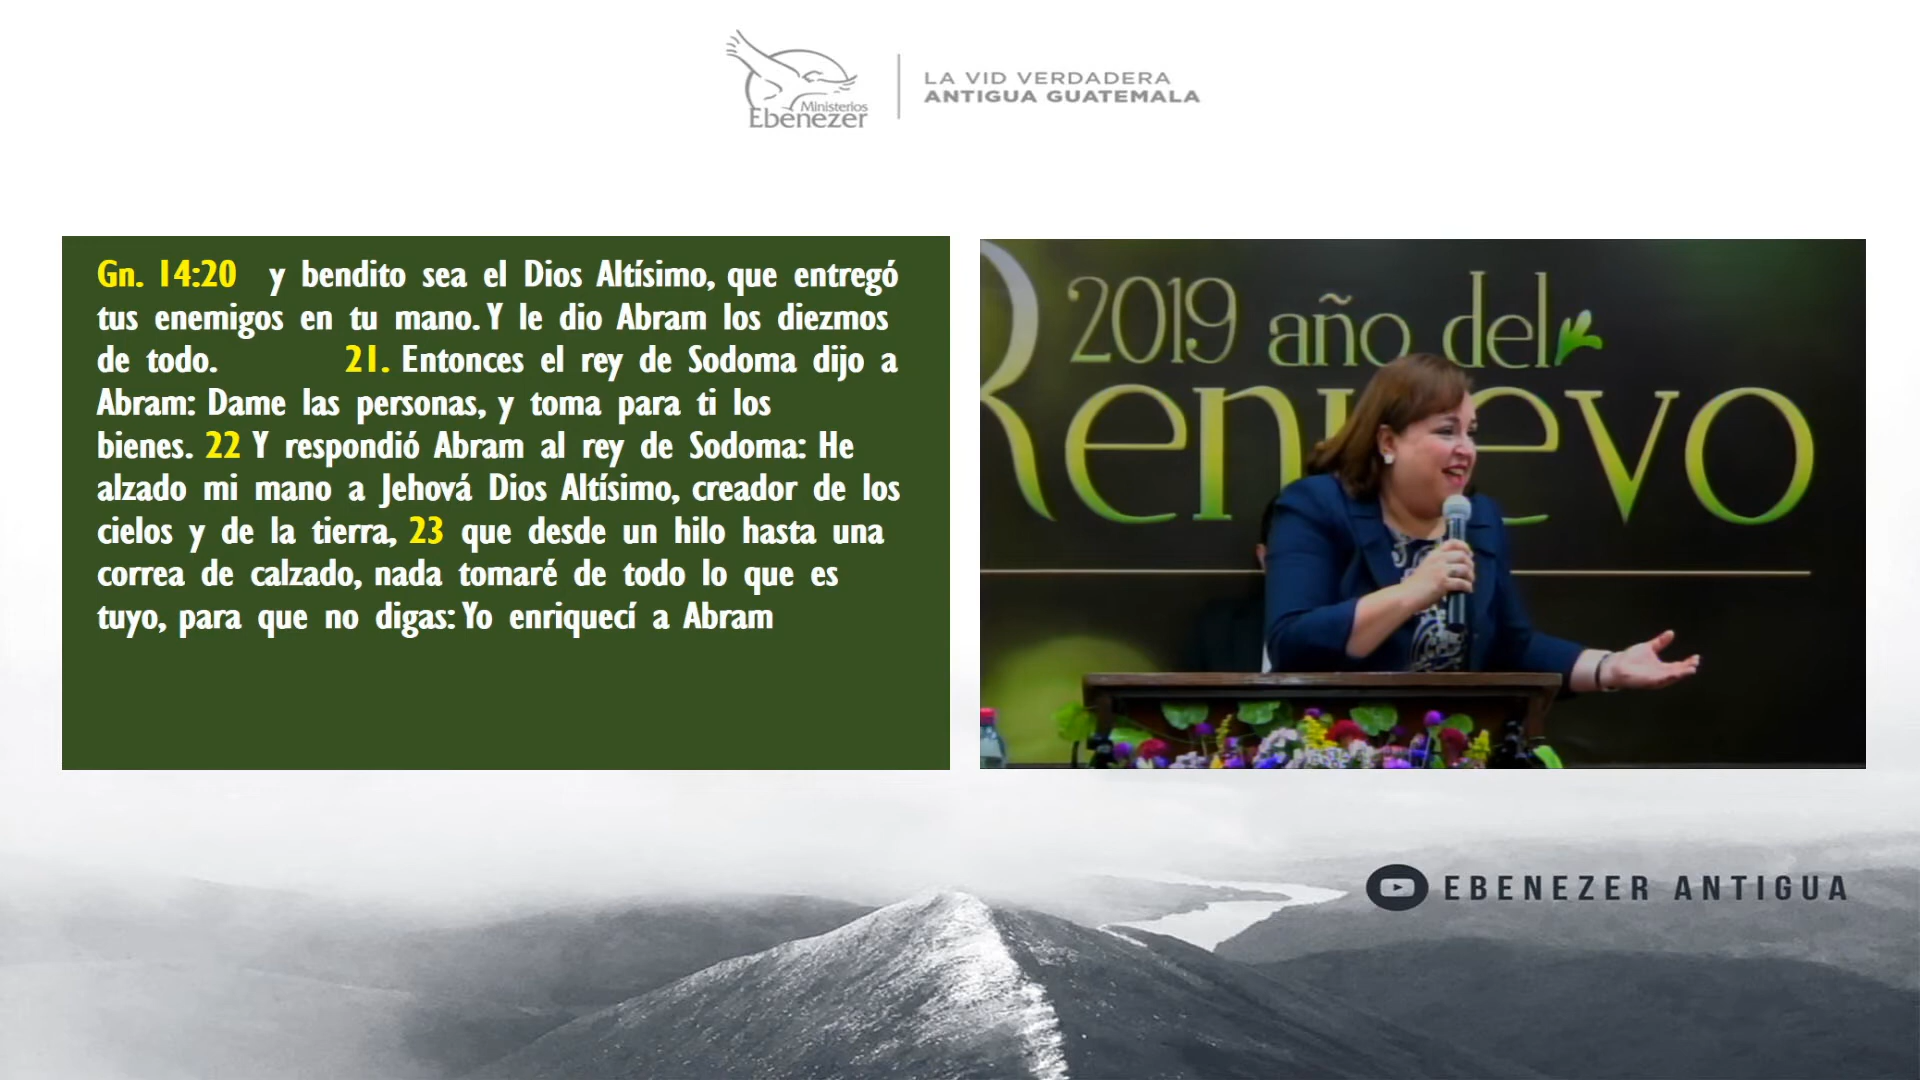 Ministerios
Ebenezer
LA VID VERDADERA
ANTIGUA GUATEMALA
Gn. 14:20 y bendito sea el Dios Altísimo, que entregó
tus enemigos en tu mano. Y le dio Abram los diezmos
de todo. 21. Entonces el rey de Sodoma dijo a
Abram: Dame las personas, y toma para ti los
bienes. 22 Y respondió Abram al rey de Sodoma: He
alzado mi mano a Jehová Dios Altísimo, creador de los
cielos y de la tierra, 23 que desde un hilo hasta una
correa de calzado, nada tomaré de todo lo que es
tuyo, para que no digas: Yo enriquecí a Abram
2019 año del
Renuevo
EBENEZER ANTIGUA